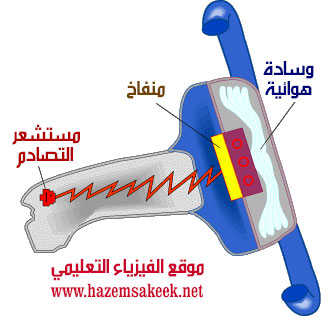 وسادة
هوائية
منفاخ
مستشعر
التصادم
موقع الفيزياء التعليمي
www.hazemsakeek.net